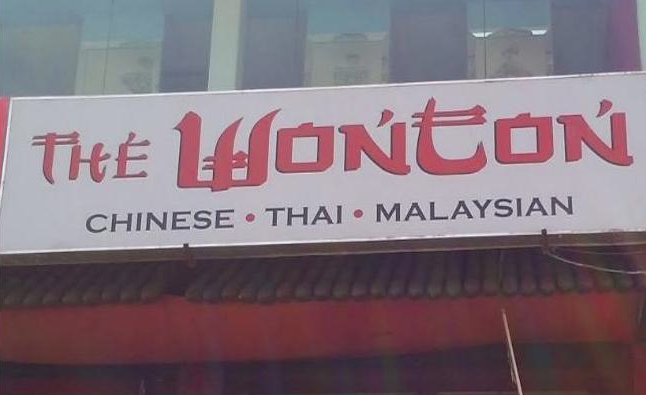 THE WONTON
CHINESE • THAI • MALAYSIAN